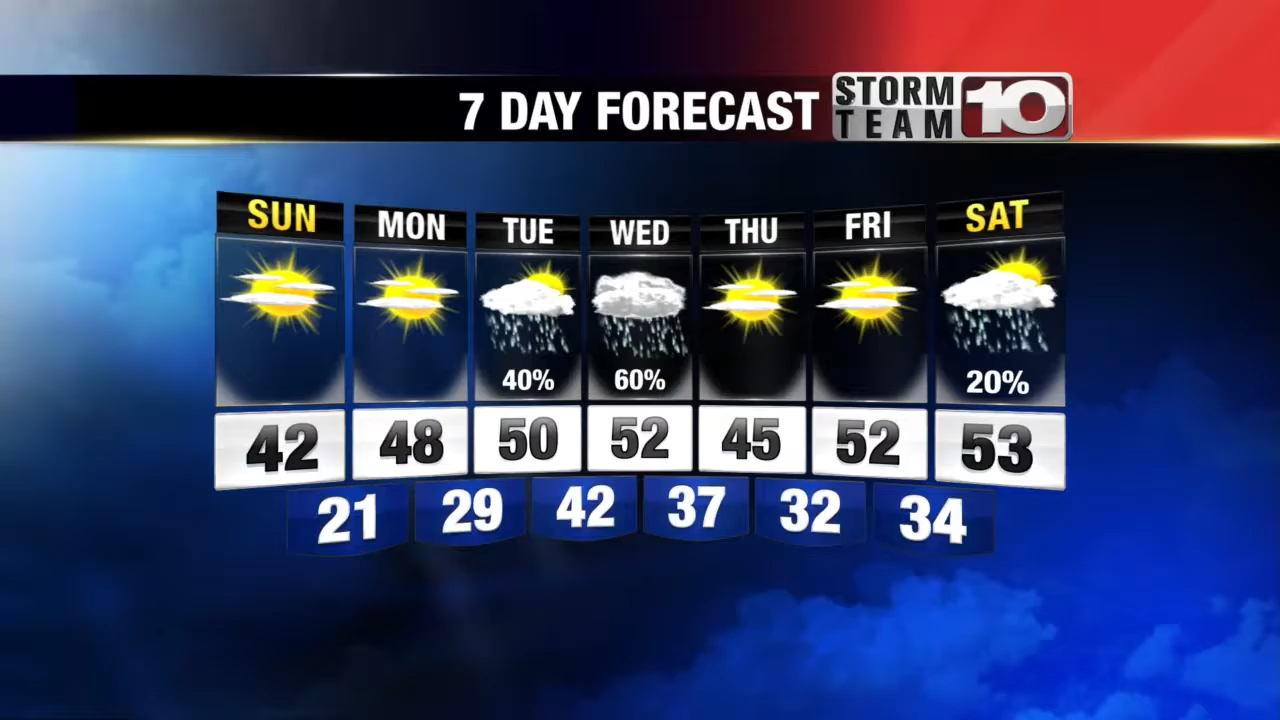 7 DAY FORECAST
STORM
TEAM
10
SUN MON TUE WED THU FRI SAT
40% 60% 20%
42 48 50 52 45 52 53
21 29 42 37 32 34